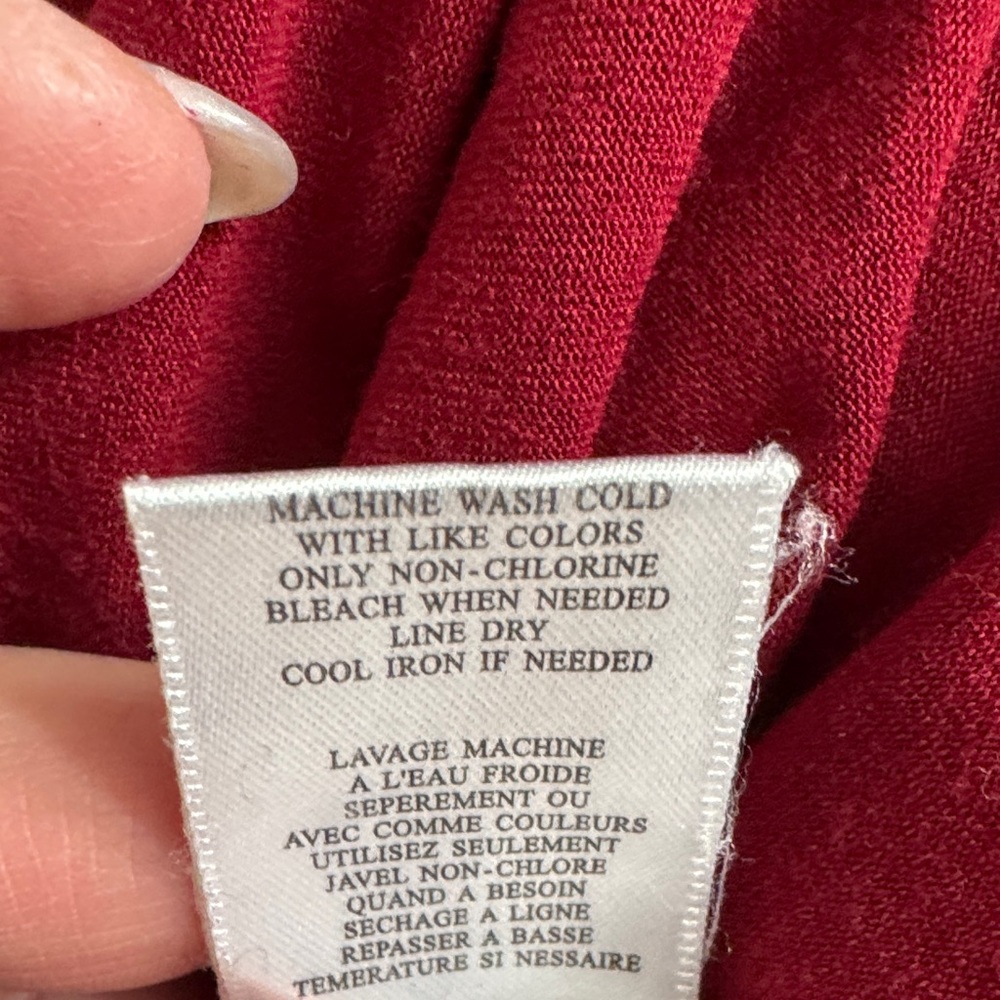 MACHINE WASH COLD
WITH LIKE COLORS
ONLY NON-CHLORINE
BLEACH WHEN NEEDED
LINE DRY
COOL IRON IF NEEDED
LAVAGE MACHINE
A L'EAU FROIDE
SEPEREMENT OU
AVEC COMME COULEURS
UTILISEZ SEULEMENT
JAVEL NON-CHLORE
QUAND A BESOIN
SECHAGE A LIGNE
REPASSER A BASSE
TEMERATURE SI NESSAIRE